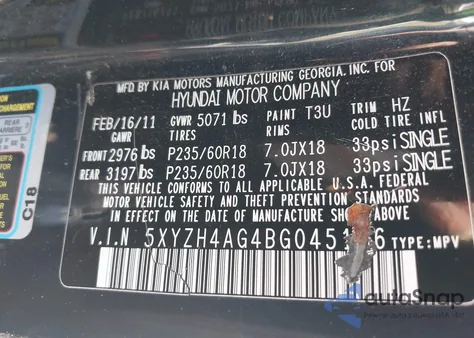 MFD. BY KIA MOTORS MANUFACTURING GEORGIA. INC. FOR
HYUNDAI MOTOR COMPANY
FEB/16/11 GVWR 5071 lbs PAINT T3U TRIM HZ
GAWR TIRES RIMS COLD TIRE INFL
FRONT 2976 lbs P235/60R18 7.0JX18 33psi SINGLE
REAR 3197 lbs P235/60R18 7.0JX18 33psi SINGLE
THIS VEHICLE CONFORMS TO ALL APPLICABLE U.S.A. FEDERAL
MOTOR VEHICLE SAFETY AND THEFT PREVENTION STANDARDS
IN EFFECT ON THE DATE OF MANUFACTURE SHOWN ABOVE
V.I.N TYPE: MPV
REAR
C18
autoSnap